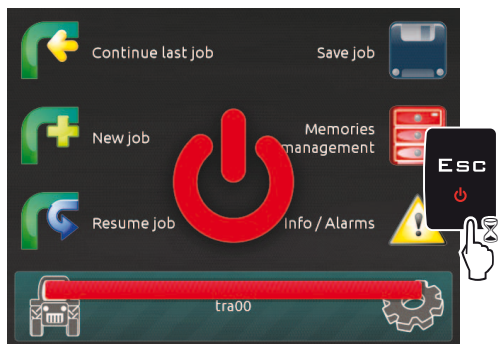 Continue last job
Save job
New job
Memories
management
Esc
Resume job
Info / Alarms
tra00